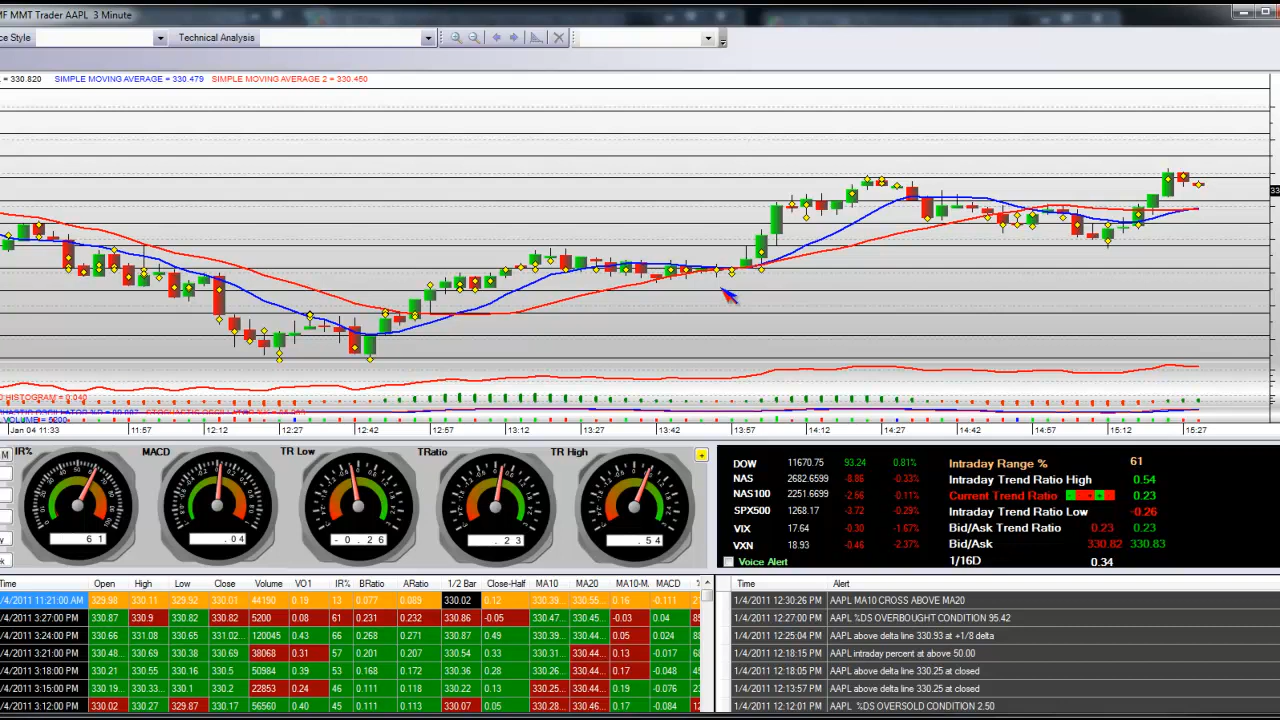 MF MMT Trader AAPL 3 Minute
ce Style Technical Analysis
= 330.820 SIMPLE MOVING AVERAGE = 330.479 SIMPLE MOVING AVERAGE 2 = 330.450
33
D HISTOGRAM = 0.040
VOLUME = 5200
Jan 04 11:33 11:57 12:12 12:27 12:42 12:57 13:12 13:27 13:42 13:57 14:12 14:27 14:42 14:57 15:12 15:27
M IR% MACD TR Low TRatio TR High
61 .04 -0.26 .23 .54
DOW 11670.75 93.24 0.81%
NAS 2682.6599 -8.86 -0.33%
NAS100 2251.6699 -2.56 -0.11%
SPX500 1268.17 -3.72 -0.29%
VIX 17.64 -0.30 -1.67%
VXN 18.93 -0.46 -2.37%
Voice Alert
Intraday Range % 61
Intraday Trend Ratio High 0.54
Current Trend Ratio 0.23
Intraday Trend Ratio Low -0.26
Bid/Ask Trend Ratio 0.23 0.23
Bid/Ask 330.82 330.83
1/16D 0.34
Time Open High Low Close Volume VO1 IR% BRatio ARatio 1/2 Bar Close-Half MA10 MA20 MA10-M. MACD
/4/2011 11:21:00 AM 329.98 330.11 329.92 330.01 44190 0.19 13 0.077 0.089 330.02 0.12 330.39... 330.55... 0.16 -0.111
/4/2011 3:27:00 PM 330.87 330.9 330.82 330.82 5200 0.08 61 0.231 0.232 330.86 -0.05 330.47... 330.45... -0.03 0.04
/4/2011 3:24:00 PM 330.66 331.08 330.65 331.02... 120045 0.43 66 0.268 0.271 330.87 0.49 330.39... 330.44... 0.05 0.024
/4/2011 3:21:00 PM 330.48... 330.69 330.38 330.69 38068 0.31 57 0.201 0.207 330.54 0.33 330.31... 330.44... 0.13 -0.017
/4/2011 3:18:00 PM 330.21 330.55 330.16 330.5 50984 0.39 53 0.168 0.172 330.36 0.28 330.26... 330.44... 0.17 -0.048
/4/2011 3:15:00 PM 330.19... 330.33... 330.1 330.2 22853 0.24 46 0.111 0.118 330.22 0.13 330.25... 330.44... 0.19 -0.076
/4/2011 3:12:00 PM 330.02 330.27 329.87 330.17 56560 0.40 45 0.111 0.113 330.07 0.05 330.28... 330.45... 0.17 -0.084
Time Alert
1/4/2011 12:30:26 PM AAPL MA10 CROSS ABOVE MA20
1/4/2011 12:27:00 PM AAPL %DS OVERBOUGHT CONDITION 95.42
1/4/2011 12:25:04 PM AAPL above delta line 330.93 at +1/8 delta
1/4/2011 12:18:15 PM AAPL intraday percent at above 50.00
1/4/2011 12:18:05 PM AAPL above delta line 330.25 at closed
1/4/2011 12:13:57 PM AAPL above delta line 330.25 at closed
1/4/2011 12:12:01 PM AAPL %DS OVERSOLD CONDITION 2.50